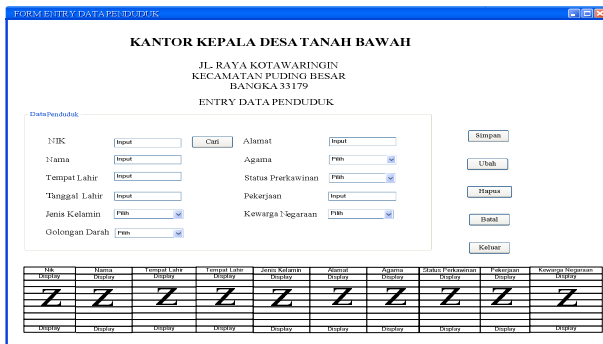 FORM ENTRY DATA PENDUDUK
KANTOR KEPALA DESA TANAH BAWAH
JL. RAYA KOTAWARINGIN
KECAMATAN PUDING BESAR
BANGKA 33179
ENTRY DATA PENDUDUK
Data Penduduk
NIK Input Cari Alamat Input Simpan
Nama Input Agama Pilih Ubah
Tempat Lahir Input Status Prerkawinan Pilih
Tanggal Lahir Input Pekerjaan Input Hapus
Jenis Kelamin Pilih Kewarga Negaraan Pilih Batal
Golongan Darah Pilih Keluar
Nik Nama Tempat Lahir Tempat Lahir Jenis Kelamin Alamat Agama Status Perkawinan Pekerjaan Kewarga Negaraan
Display Display Display Display Display Display Display Display Display Display
Z Z Z Z Z Z Z Z Z Z
Display Display Display Display Display Display Display Display Display Display